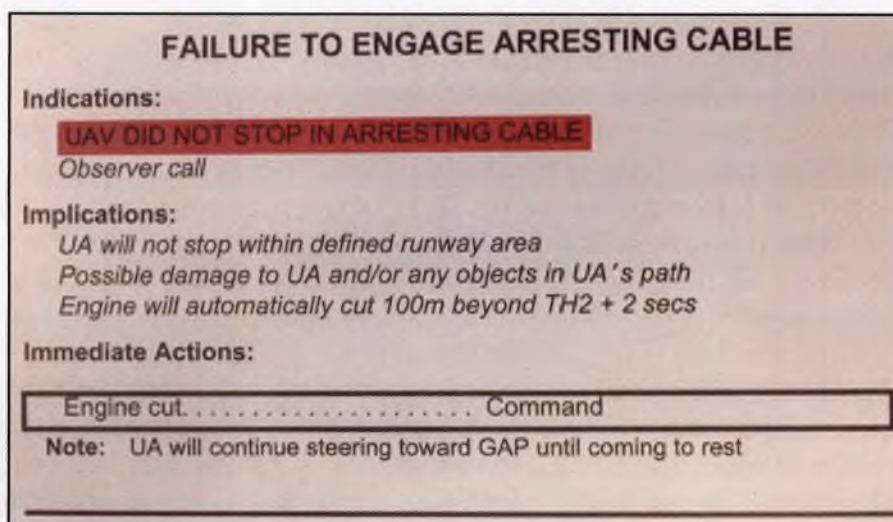 FAILURE TO ENGAGE ARRESTING CABLE
Indications:
UAV DID NOT STOP IN ARRESTING CABLE
Observer call
Implications:
UA will not stop within defined runway area
Possible damage to UA and/or any objects in UA's path
Engine will automatically cut 100m beyond TH2 + 2 secs
Immediate Actions:
Engine cut. . . . . . . . . . . . . . . . . . . . . . Command
Note: UA will continue steering toward GAP until coming to rest